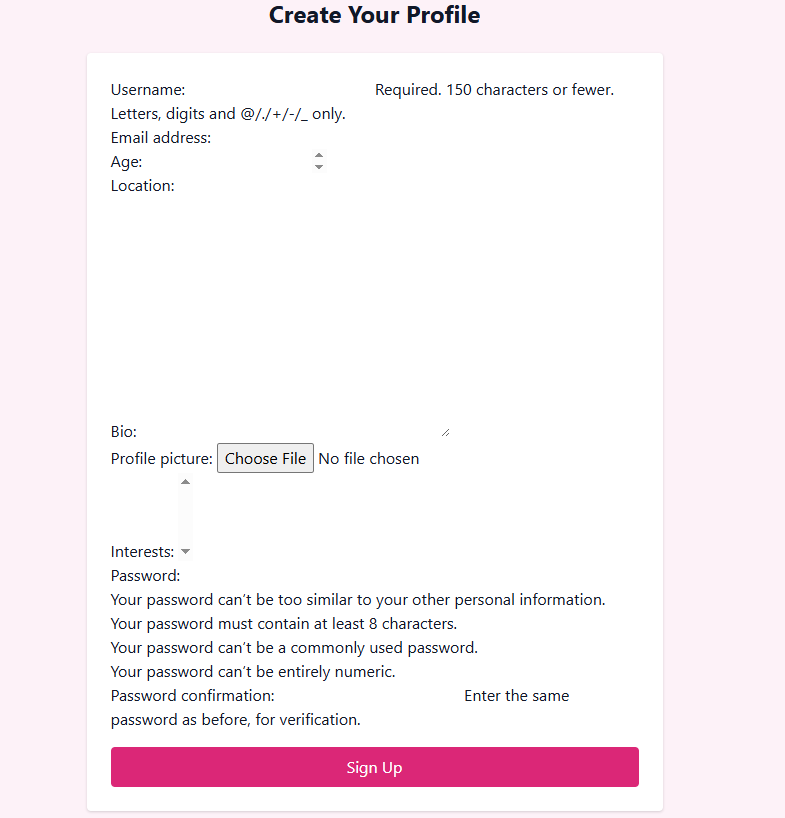 Create Your Profile
Username: Required. 150 characters or fewer.
Letters, digits and @/./+/-/_ only.
Email address:
Age:
Location:
Bio:
Profile picture: Choose File No file chosen
Interests:
Password:
Your password can’t be too similar to your other personal information.
Your password must contain at least 8 characters.
Your password can’t be a commonly used password.
Your password can’t be entirely numeric.
Password confirmation: Enter the same
password as before, for verification.
Sign Up